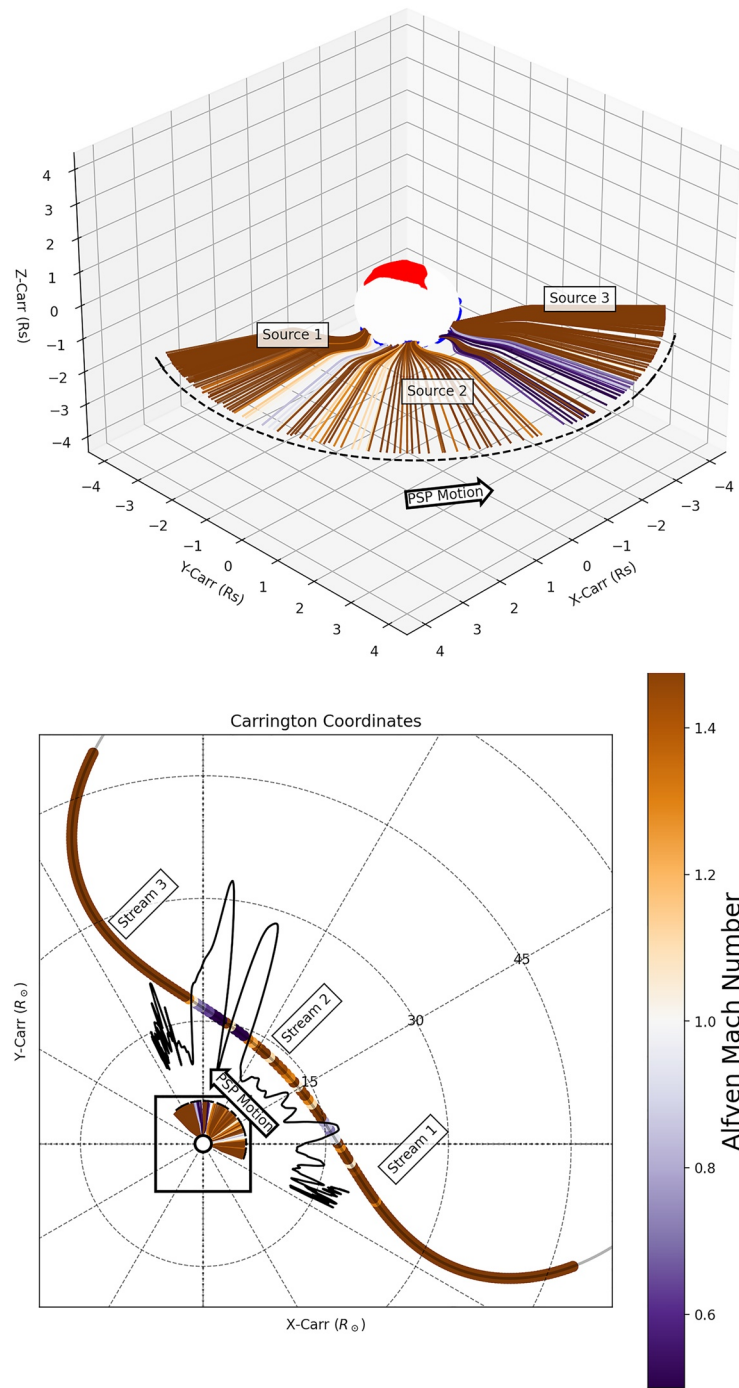 4
3
2
1
0
−1
−2
−3
−4
Z-Carr (Rs)
Source 1
Source 2
Source 3
PSP Motion
−4
−3
−2
−1
0
1
2
3
4
Y-Carr (Rs)
−4
−3
−2
−1
0
1
2
3
4
X-Carr (Rs)
Carrington Coordinates
Stream 3
Stream 2
Stream 1
45
30
15
PSP Motion
Y-Carr (R☉)
X-Carr (R☉)
1.4
1.2
1.0
0.8
0.6
Alfven Mach Number